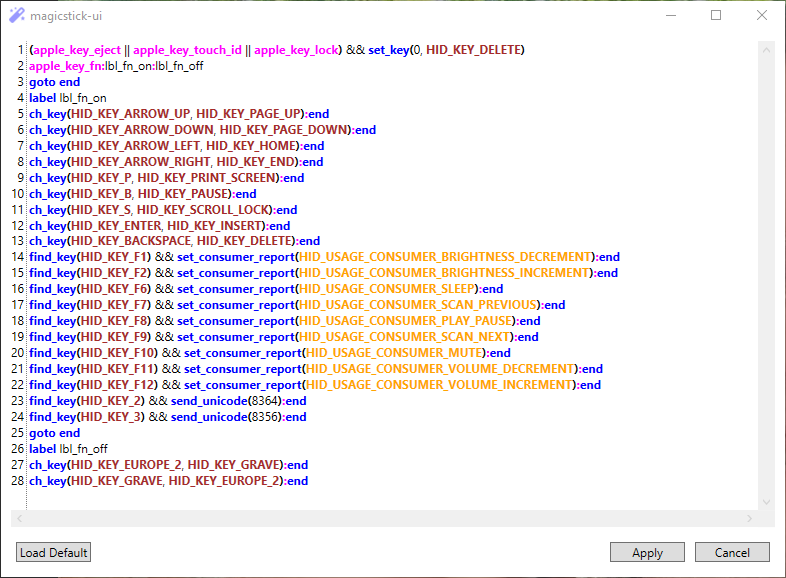 magicstick-ui
1 (apple_key_eject || apple_key_touch_id || apple_key_lock) && set_key(0, HID_KEY_DELETE)
2 apple_key_fn:lbl_fn_on:lbl_fn_off
3 goto end
4 label lbl_fn_on
5 ch_key(HID_KEY_ARROW_UP, HID_KEY_PAGE_UP):end
6 ch_key(HID_KEY_ARROW_DOWN, HID_KEY_PAGE_DOWN):end
7 ch_key(HID_KEY_ARROW_LEFT, HID_KEY_HOME):end
8 ch_key(HID_KEY_ARROW_RIGHT, HID_KEY_END):end
9 ch_key(HID_KEY_P, HID_KEY_PRINT_SCREEN):end
10 ch_key(HID_KEY_B, HID_KEY_PAUSE):end
11 ch_key(HID_KEY_S, HID_KEY_SCROLL_LOCK):end
12 ch_key(HID_KEY_ENTER, HID_KEY_INSERT):end
13 ch_key(HID_KEY_BACKSPACE, HID_KEY_DELETE):end
14 find_key(HID_KEY_F1) && set_consumer_report(HID_USAGE_CONSUMER_BRIGHTNESS_DECREMENT):end
15 find_key(HID_KEY_F2) && set_consumer_report(HID_USAGE_CONSUMER_BRIGHTNESS_INCREMENT):end
16 find_key(HID_KEY_F6) && set_consumer_report(HID_USAGE_CONSUMER_SLEEP):end
17 find_key(HID_KEY_F7) && set_consumer_report(HID_USAGE_CONSUMER_SCAN_PREVIOUS):end
18 find_key(HID_KEY_F8) && set_consumer_report(HID_USAGE_CONSUMER_PLAY_PAUSE):end
19 find_key(HID_KEY_F9) && set_consumer_report(HID_USAGE_CONSUMER_SCAN_NEXT):end
20 find_key(HID_KEY_F10) && set_consumer_report(HID_USAGE_CONSUMER_MUTE):end
21 find_key(HID_KEY_F11) && set_consumer_report(HID_USAGE_CONSUMER_VOLUME_DECREMENT):end
22 find_key(HID_KEY_F12) && set_consumer_report(HID_USAGE_CONSUMER_VOLUME_INCREMENT):end
23 find_key(HID_KEY_2) && send_unicode(8364):end
24 find_key(HID_KEY_3) && send_unicode(8356):end
25 goto end
26 label lbl_fn_off
27 ch_key(HID_KEY_EUROPE_2, HID_KEY_GRAVE):end
28 ch_key(HID_KEY_GRAVE, HID_KEY_EUROPE_2):end
Load Default Apply Cancel